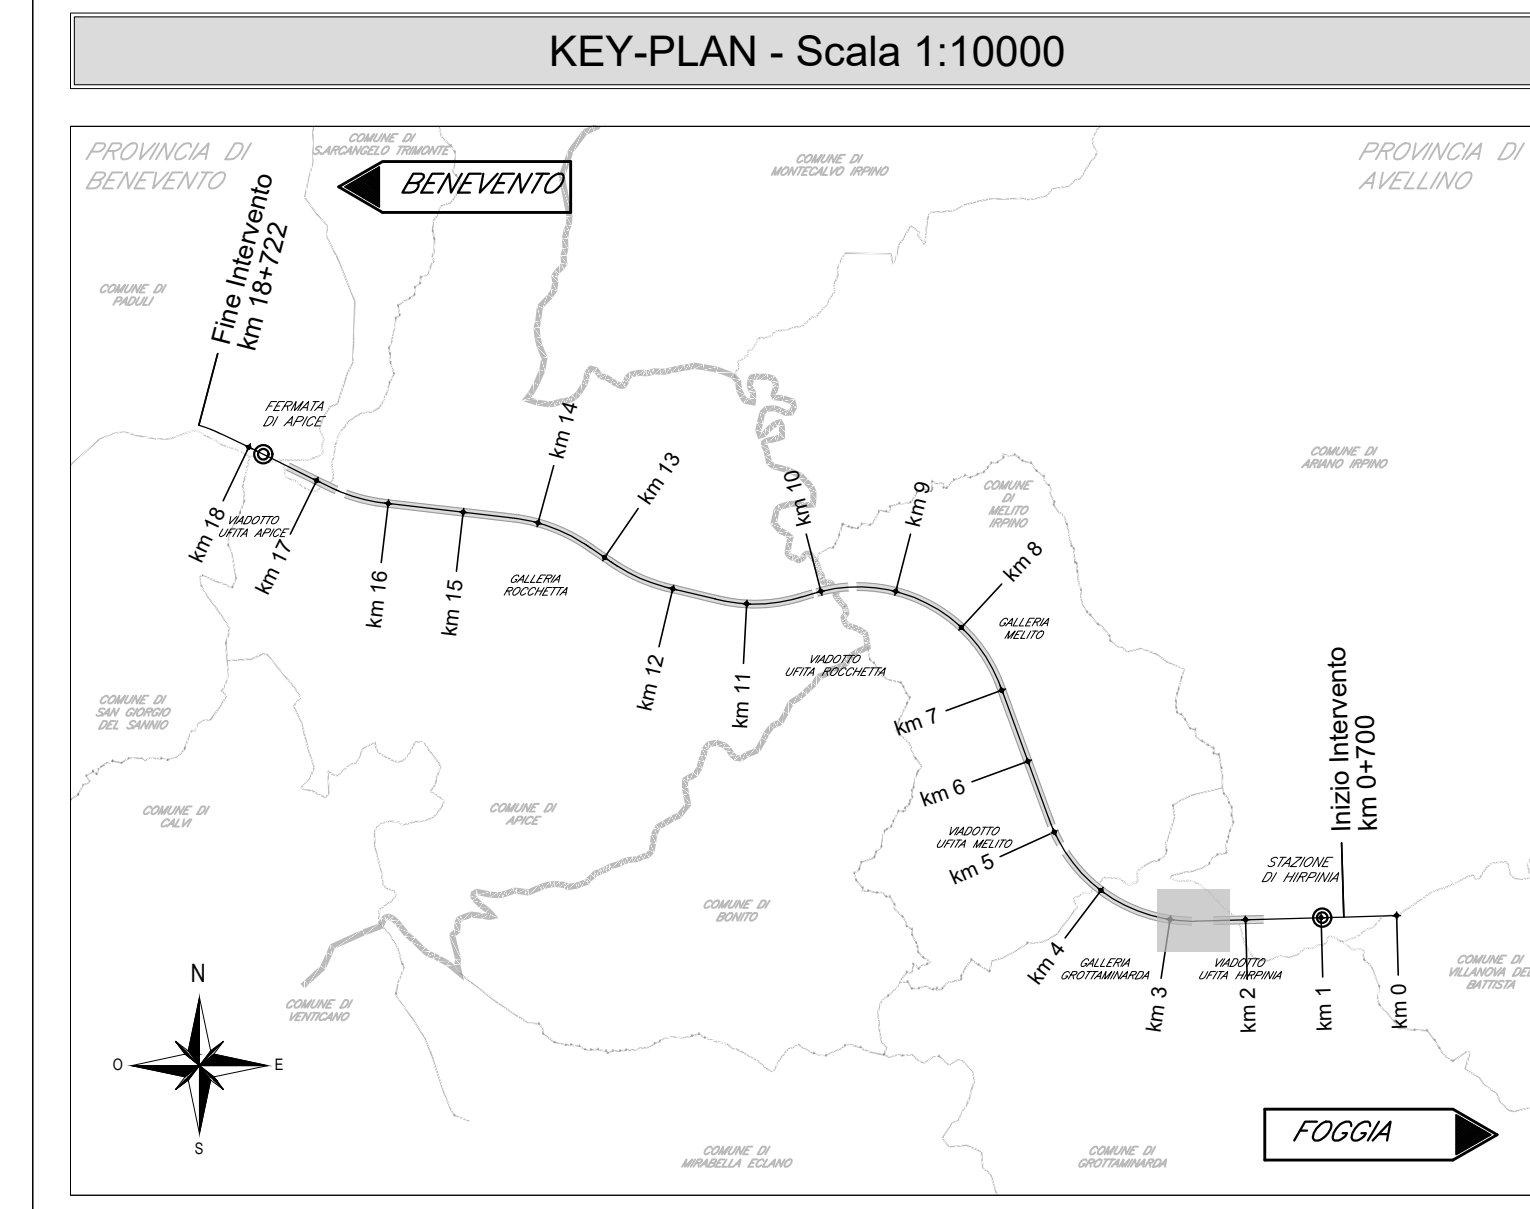 KEY-PLAN - Scala 1:10000
PROVINCIA DI
BENEVENTO
COMUNE DI
S.ARCANGELO TRIMONTE
BENEVENTO
COMUNE DI
MONTECALVO IRPINO
PROVINCIA DI
AVELLINO
Fine Intervento
km 18+722
COMUNE DI
PADULI
FERMATA
DI APICE
km 14
km 13
km 10
km 9
COMUNE
DI
MELITO
IRPINO
COMUNE DI
ARIANO IRPINO
km 18
VIADOTTO
UFITA APICE
km 17
km 16
km 15
GALLERIA
ROCCHETTA
km 8
GALLERIA
MELITO
km 12
km 11
VIADOTTO
UFITA ROCCHETTA
km 7
Inizio Intervento
km 0+700
COMUNE DI
SAN GIORGIO
DEL SANNIO
COMUNE DI
CALVI
COMUNE DI
APICE
km 6
VIADOTTO
UFITA MELITO
km 5
STAZIONE
DI HIRPINIA
COMUNE DI
BONITO
km 4
GALLERIA
GROTTAMINARDA
km 3
VIADOTTO
UFITA HIRPINIA
km 2
km 1
km 0
COMUNE DI
VILLANOVA DEL
BATTISTA
COMUNE DI
VENTICANO
N
O
E
S
FOGGIA
COMUNE DI
MIRABELLA ECLANO
COMUNE DI
GROTTAMINARDA